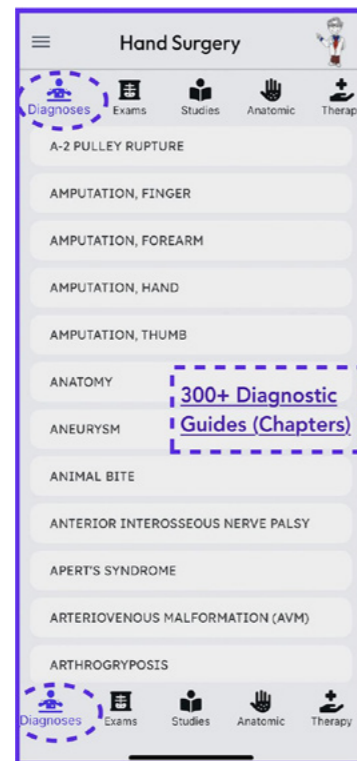 Hand Surgery
Diagnoses Exams Studies Anatomic Therap
A-2 PULLEY RUPTURE
AMPUTATION, FINGER
AMPUTATION, FOREARM
AMPUTATION, HAND
AMPUTATION, THUMB
ANATOMY
300+ Diagnostic
Guides (Chapters)
ANEURYSM
ANIMAL BITE
ANTERIOR INTEROSSEOUS NERVE PALSY
APERT'S SYNDROME
ARTERIOVENOUS MALFORMATION (AVM)
ARTHROGRYPOSIS
Diagnoses Exams Studies Anatomic Therapy